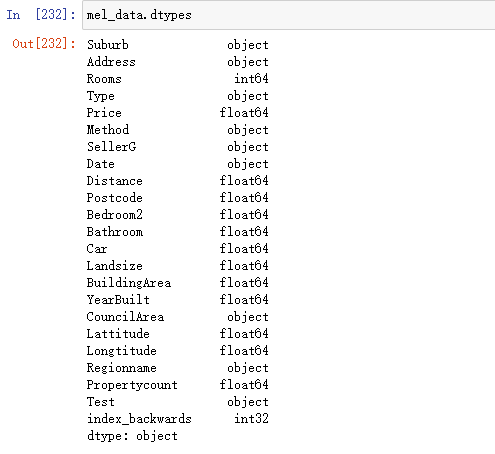 In [232]: mel_data.dtypes
Out[232]: Suburb object
Address object
Rooms int64
Type object
Price float64
Method object
SellerG object
Date object
Distance float64
Postcode float64
Bedroom2 float64
Bathroom float64
Car float64
Landsize float64
BuildingArea float64
YearBuilt float64
CouncilArea object
Lattitude float64
Longtitude float64
Regionname object
Propertycount float64
Test object
index_backwards int32
dtype: object